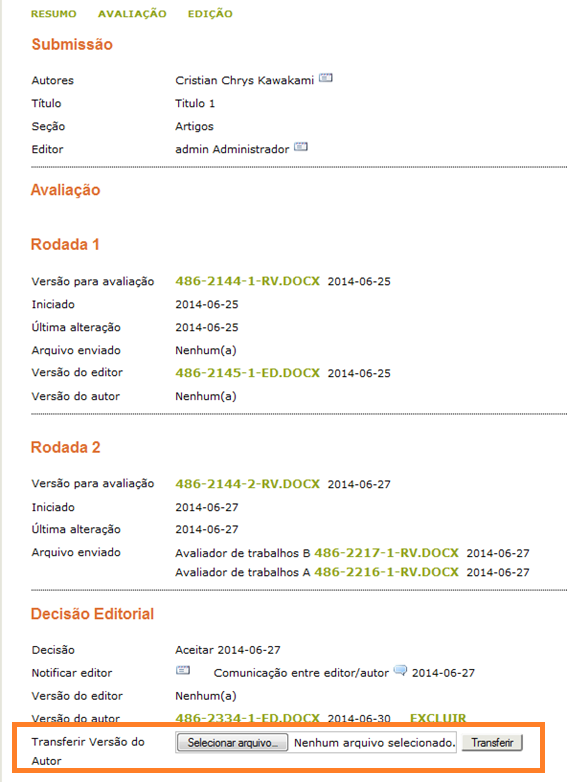 RESUMO AVALIAÇÃO EDIÇÃO
Submissão
Autores Cristian Chrys Kawakami
Título Titulo 1
Seção Artigos
Editor admin Administrador
Avaliação
Rodada 1
Versão para avaliação 486-2144-1-RV.DOCX 2014-06-25
Iniciado 2014-06-25
Última alteração 2014-06-25
Arquivo enviado Nenhum(a)
Versão do editor 486-2145-1-ED.DOCX 2014-06-25
Versão do autor Nenhum(a)
Rodada 2
Versão para avaliação 486-2144-2-RV.DOCX 2014-06-27
Iniciado 2014-06-27
Última alteração 2014-06-27
Arquivo enviado Avaliador de trabalhos B 486-2217-1-RV.DOCX 2014-06-27
Avaliador de trabalhos A 486-2216-1-RV.DOCX 2014-06-27
Decisão Editorial
Decisão Aceitar 2014-06-27
Notificar editor Comunicação entre editor/autor 2014-06-27
Versão do editor Nenhum(a)
Versão do autor 486-2334-1-ED.DOCX 2014-06-30 EXCLUIR
Transferir Versão do Selecionar arquivo... Nenhum arquivo selecionado. Transferir
Autor